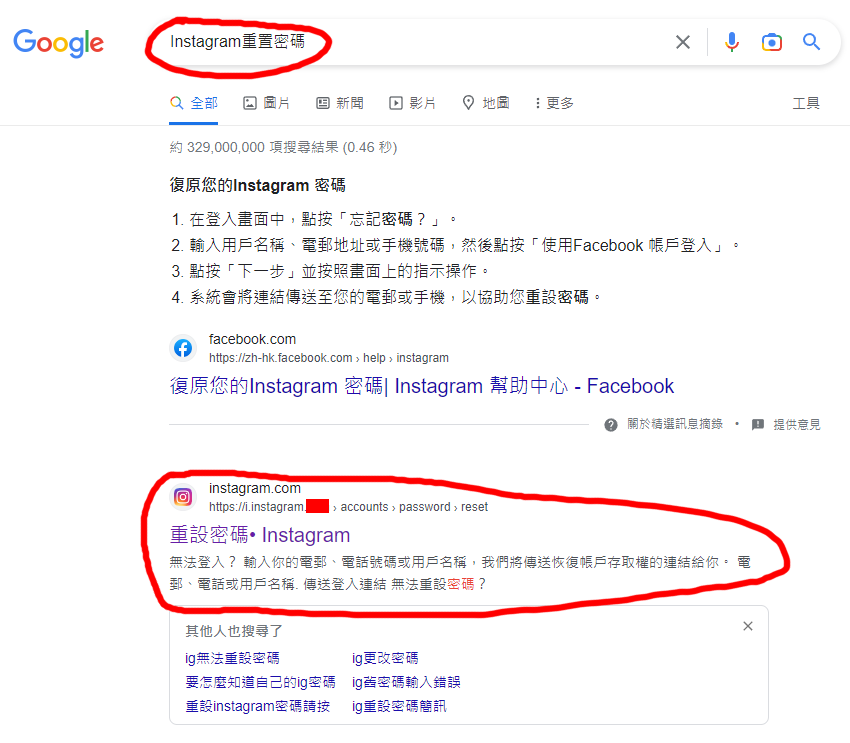 Google
Instagram重置密碼
全部 圖片 新聞 影片 地圖 更多 工具
約 329,000,000 項搜尋結果 (0.46 秒)
復原您的Instagram 密碼
1. 在登入畫面中，點按「忘記密碼？」。
2. 輸入用戶名稱、電郵地址或手機號碼，然後點按「使用Facebook 帳戶登入」。
3. 點按「下一步」並按照畫面上的指示操作。
4. 系統會將連結傳送至您的電郵或手機，以協助您重設密碼。
facebook.com
https://zh-hk.facebook.com › help › instagram
復原您的Instagram 密碼| Instagram 幫助中心 - Facebook
關於精選訊息摘錄 • 提供意見
instagram.com
https://i.instagram. › accounts › password › reset
重設密碼• Instagram
無法登入？ 輸入你的電郵、電話號碼或用戶名稱，我們將傳送恢復帳戶存取權的連結給你。 電
郵、電話或用戶名稱. 傳送登入連結 無法重設密碼？
其他人也搜尋了
ig無法重設密碼 ig更改密碼
要怎麼知道自己的ig密碼 ig舊密碼輸入錯誤
重設instagram密碼請按 ig重設密碼簡訊